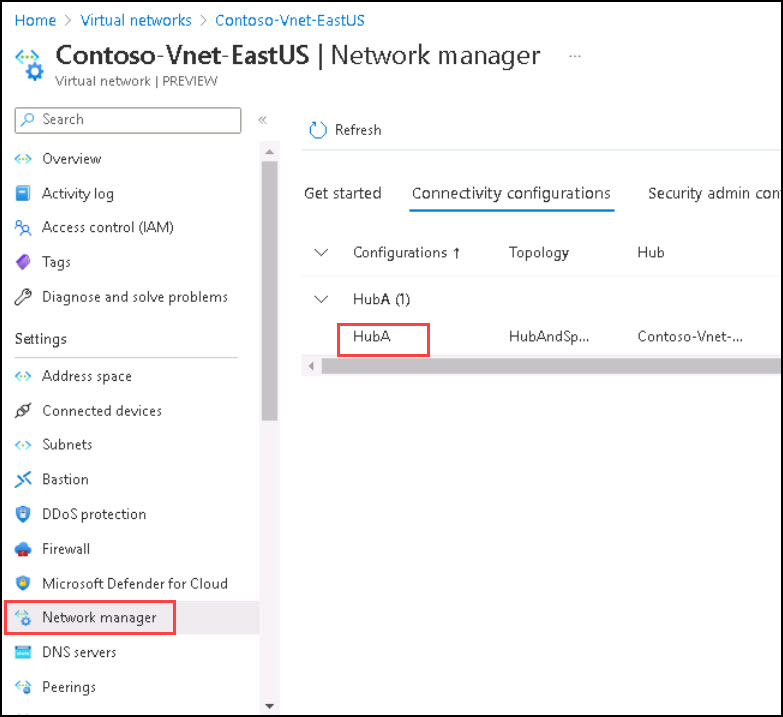 Home > Virtual networks > Contoso-Vnet-EastUS
Contoso-Vnet-EastUS | Network manager ...
Virtual network | PREVIEW
Search
«
Overview
Activity log
Access control (IAM)
Tags
Diagnose and solve problems
Settings
Address space
Connected devices
Subnets
Bastion
DDoS protection
Firewall
Microsoft Defender for Cloud
Network manager
DNS servers
Peerings
Refresh
Get started Connectivity configurations Security admin con
Configurations ↑ Topology Hub
HubA (1)
HubA HubAndSp... Contoso-Vnet-...